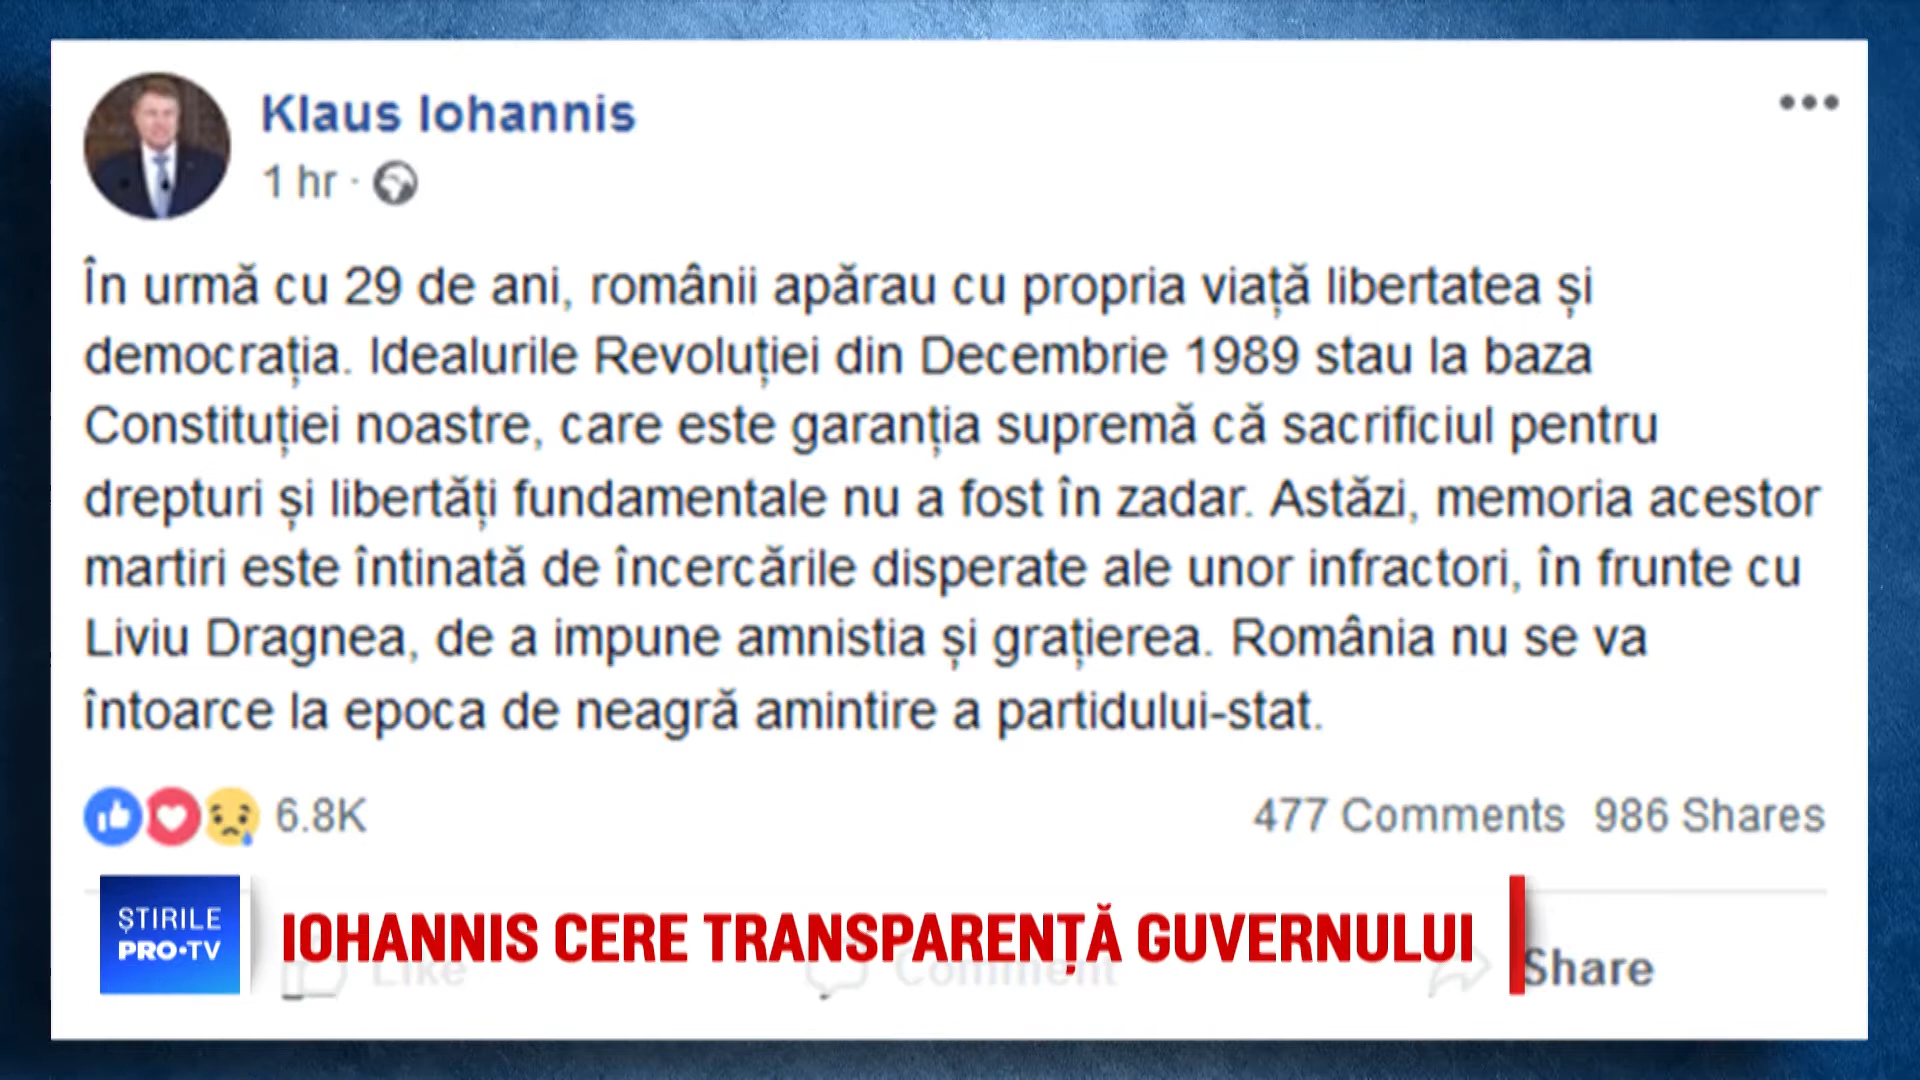 Klaus Iohannis
1 hr ·
În urmă cu 29 de ani, românii apărau cu propria viață libertatea și
democrația. Idealurile Revoluției din Decembrie 1989 stau la baza
Constituției noastre, care este garanția supremă că sacrificiul pentru
drepturi și libertăți fundamentale nu a fost în zadar. Astăzi, memoria acestor
martiri este întinată de încercările disperate ale unor infractori, în frunte cu
Liviu Dragnea, de a impune amnistia și grațierea. România nu se va
întoarce la epoca de neagră amintire a partidului-stat.
6.8K 477 Comments 986 Shares
ȘTIRILE
PRO•TV
IOHANNIS CERE TRANSPARENȚĂ GUVERNULUI
Like Comment Share